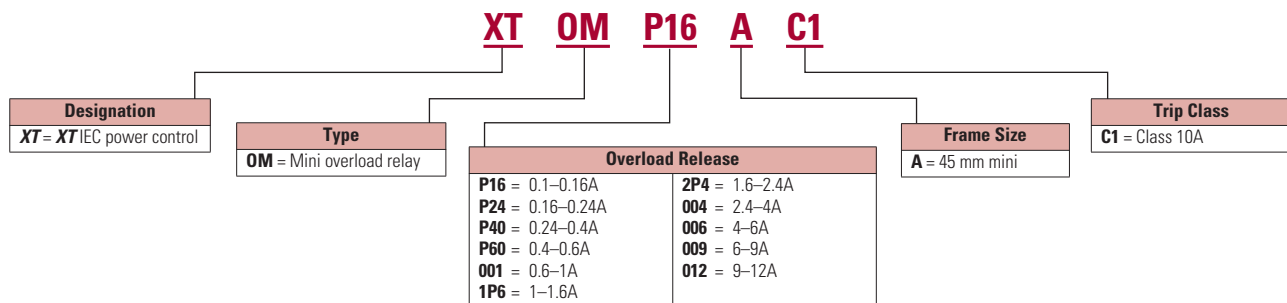 XT OM P16 A C1
Designation
XT = XT IEC power control
Type
OM = Mini overload relay
Overload Release
P16 = 0.1–0.16A
P24 = 0.16–0.24A
P40 = 0.24–0.4A
P60 = 0.4–0.6A
001 = 0.6–1A
1P6 = 1–1.6A
2P4 = 1.6–2.4A
004 = 2.4–4A
006 = 4–6A
009 = 6–9A
012 = 9–12A
Frame Size
A = 45 mm mini
Trip Class
C1 = Class 10A